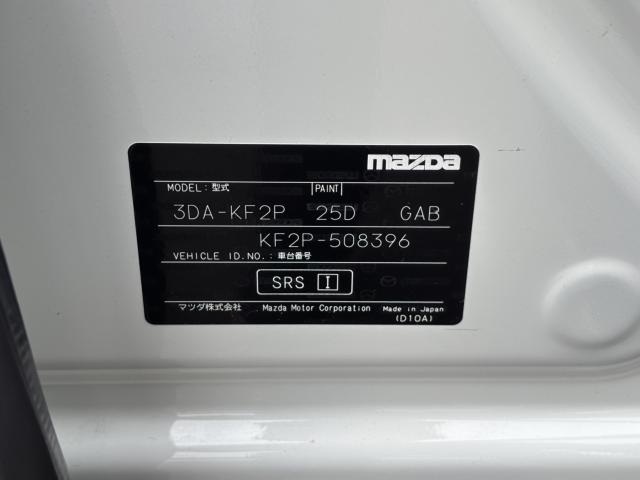 mazda
MODEL: 型式 PAINT
3DA-KF2P 25D GAB
KF2P-508396
VEHICLE ID.NO.: 車台番号
SRS I
マツダ株式会社 Mazda Motor Corporation Made in Japan
(D10A)